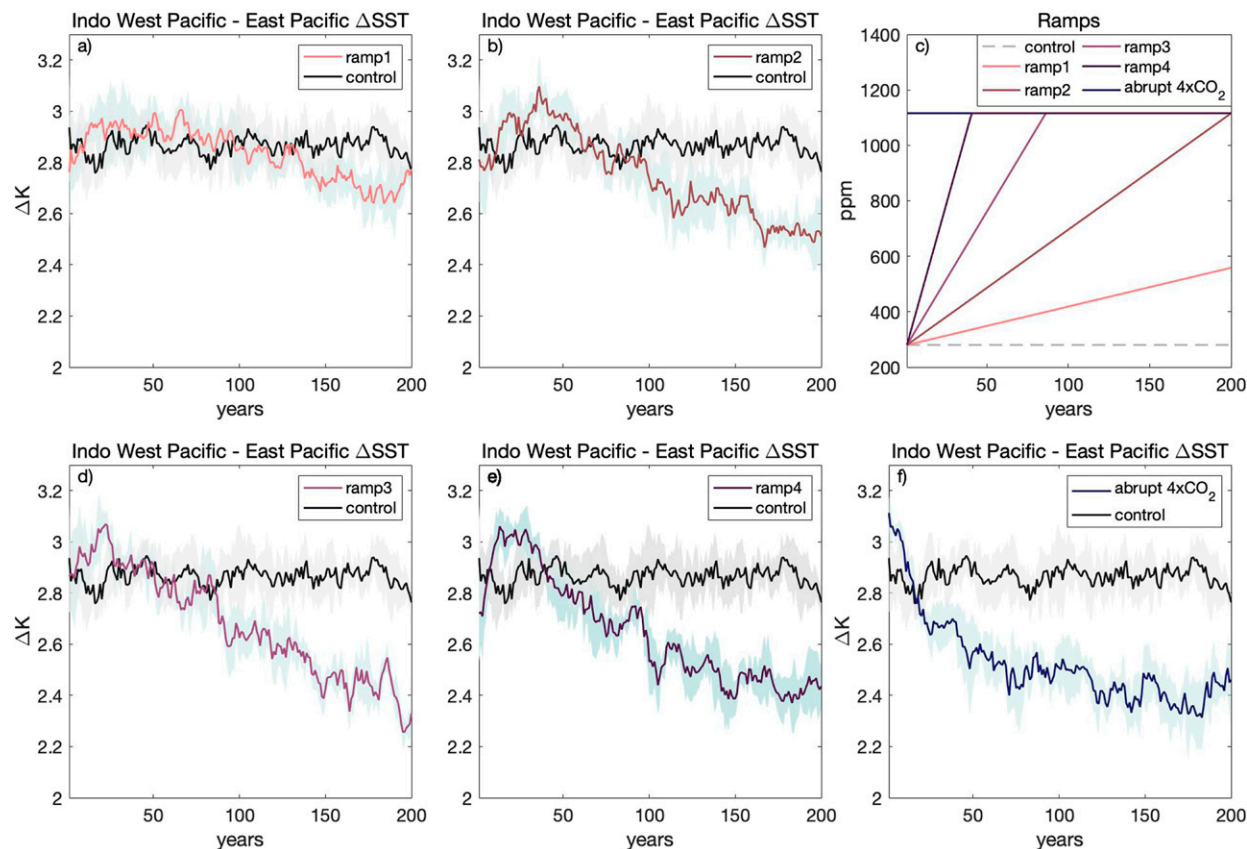 Indo West Pacific - East Pacific ΔSST
a)
ramp1
control
3.2
3
2.8
2.6
2.4
2.2
2
ΔK
50
100
150
200
years
Indo West Pacific - East Pacific ΔSST
b)
ramp2
control
3.2
3
2.8
2.6
2.4
2.2
2
50
100
150
200
years
Ramps
c)
control
ramp1
ramp2
ramp3
ramp4
abrupt 4xCO₂
1400
1200
1000
800
600
400
200
ppm
50
100
150
200
years
Indo West Pacific - East Pacific ΔSST
d)
ramp3
control
3.2
3
2.8
2.6
2.4
2.2
2
ΔK
50
100
150
200
years
Indo West Pacific - East Pacific ΔSST
e)
ramp4
control
3.2
3
2.8
2.6
2.4
2.2
2
50
100
150
200
years
Indo West Pacific - East Pacific ΔSST
f)
abrupt 4xCO₂
control
3.2
3
2.8
2.6
2.4
2.2
2
ΔK
50
100
150
200
years